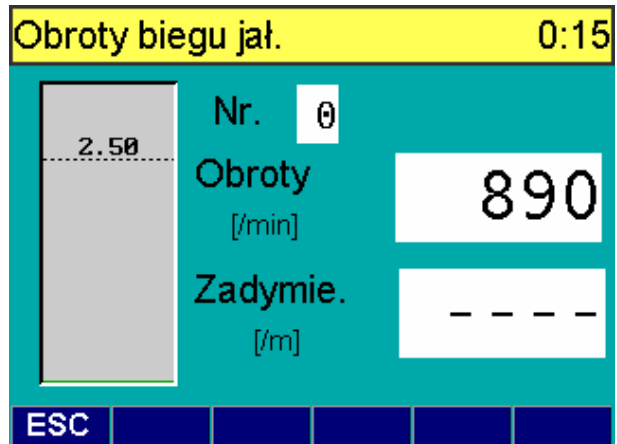 Obroty biegu jał. 0:15
Nr. 0
2.50
Obroty 890
[/min]
Zadymie. ----
[/m]
ESC